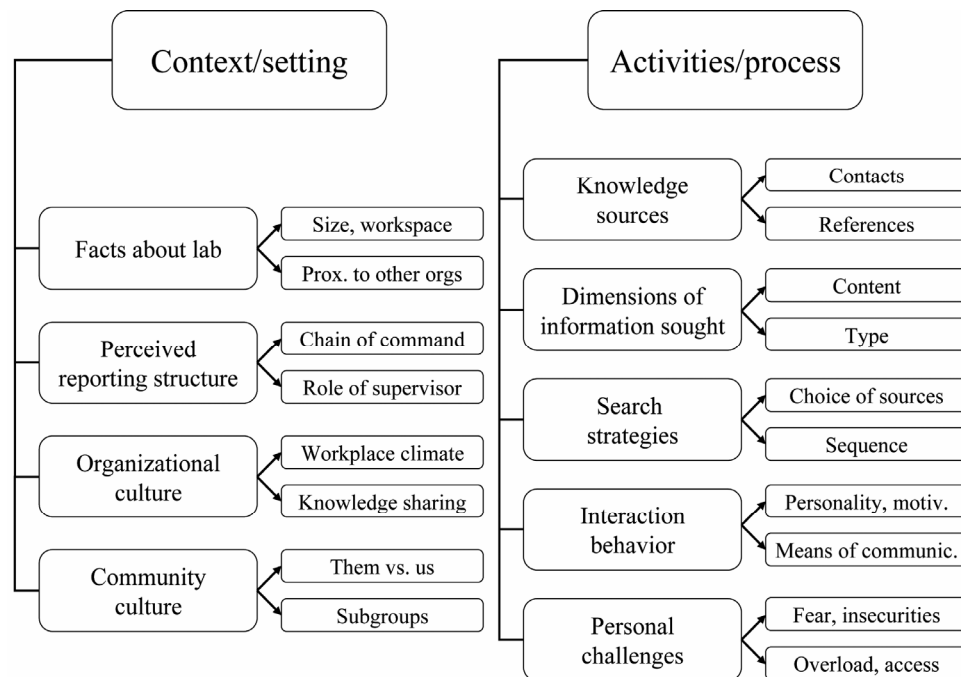 Context/setting
Facts about lab
Size, workspace
Prox. to other orgs
Perceived
reporting structure
Chain of command
Role of supervisor
Organizational
culture
Workplace climate
Knowledge sharing
Community
culture
Them vs. us
Subgroups
Activities/process
Knowledge
sources
Contacts
References
Dimensions of
information sought
Content
Type
Search
strategies
Choice of sources
Sequence
Interaction
behavior
Personality, motiv.
Means of communic.
Personal
challenges
Fear, insecurities
Overload, access